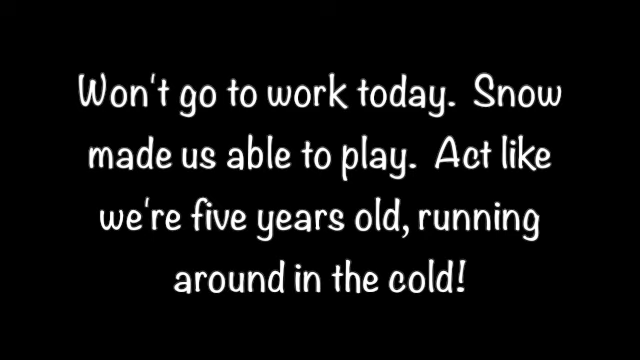 Won't go to work today.  Snow
made us able to play.  Act like
we're five years old, running
around in the cold!